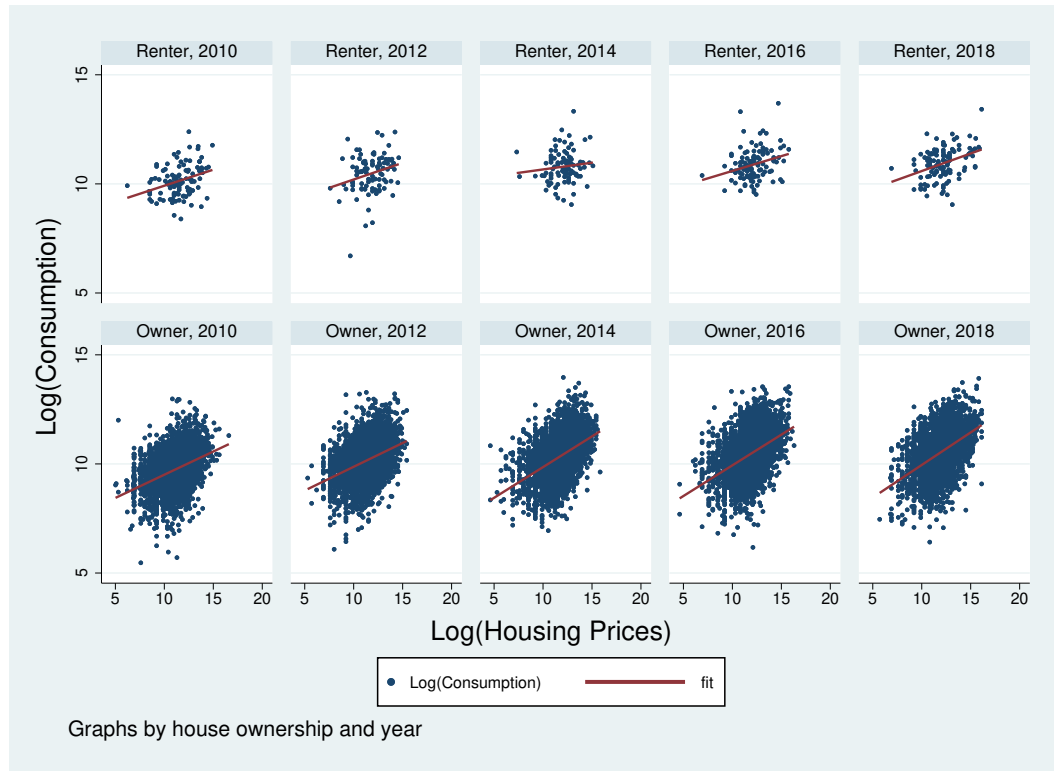 Renter, 2010 Renter, 2012 Renter, 2014 Renter, 2016 Renter, 2018
15
10
5
Owner, 2010 Owner, 2012 Owner, 2014 Owner, 2016 Owner, 2018
15
10
5
Log(Consumption)
5 10 15 20 5 10 15 20 5 10 15 20 5 10 15 20 5 10 15 20
Log(Housing Prices)
Log(Consumption) fit
Graphs by house ownership and year